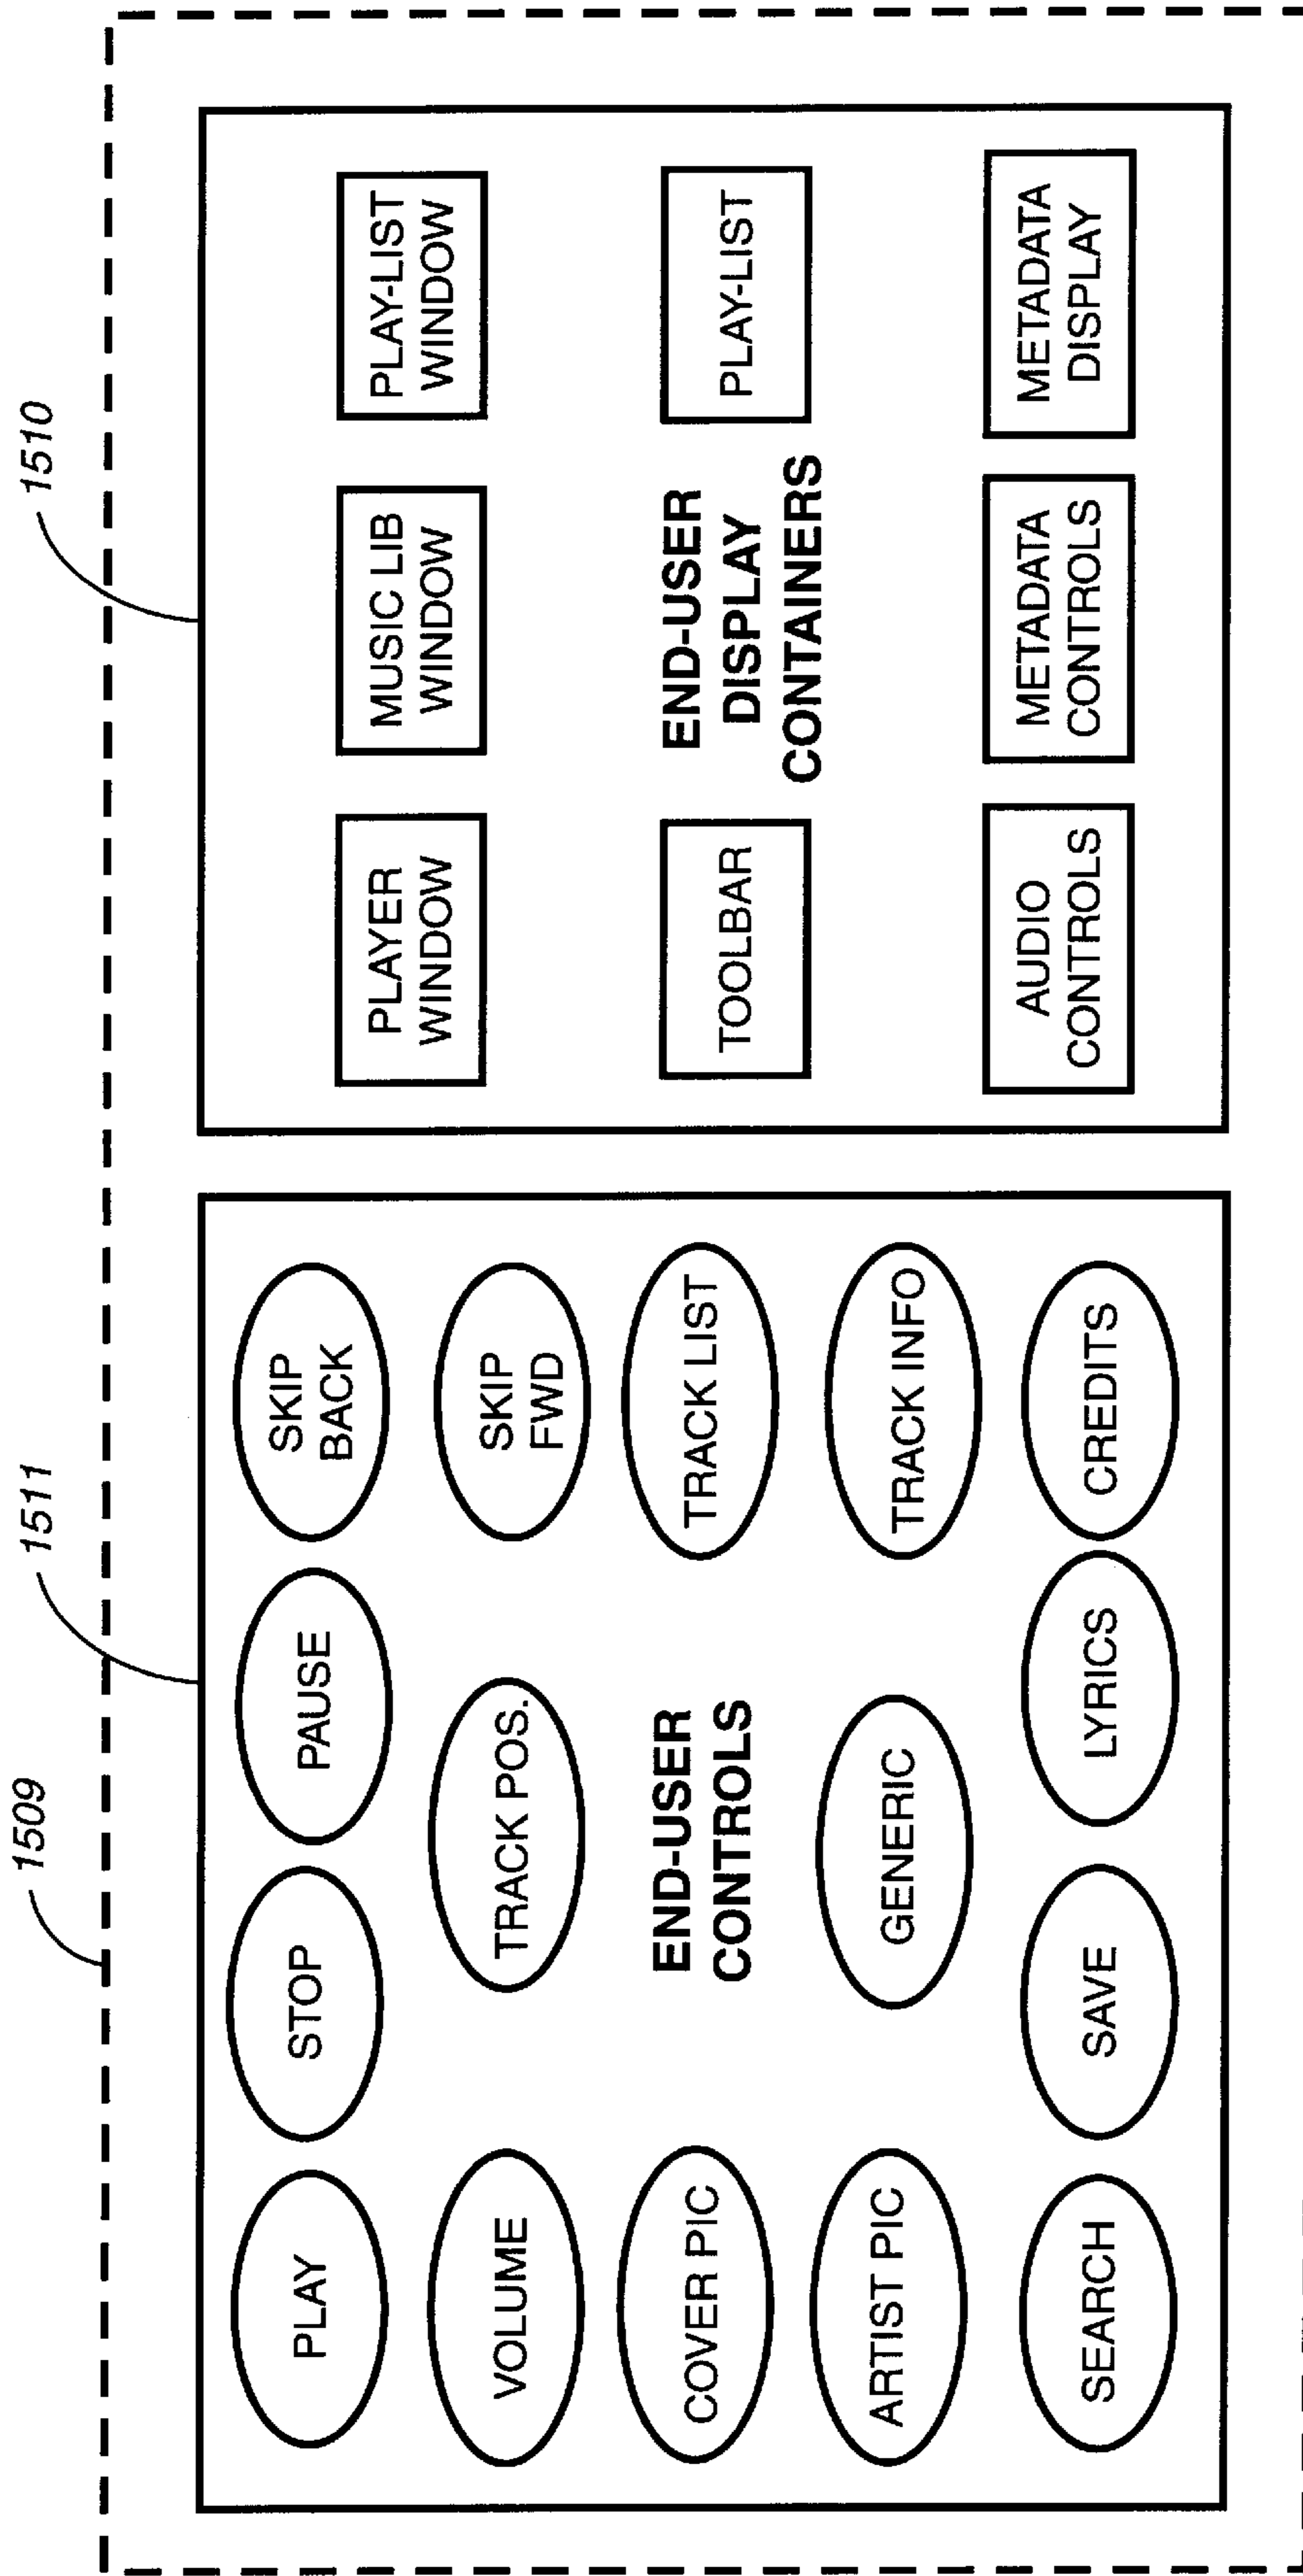 1509
1511
1510
PLAY
STOP
PAUSE
SKIP
BACK
VOLUME
TRACK POS.
SKIP
FWD
COVER PIC
END-USER
CONTROLS
TRACK LIST
ARTIST PIC
GENERIC
TRACK INFO
SEARCH
SAVE
LYRICS
CREDITS
PLAYER
WINDOW
MUSIC LIB
WINDOW
PLAY-LIST
WINDOW
TOOLBAR
END-USER
DISPLAY
CONTAINERS
PLAY-LIST
AUDIO
CONTROLS
METADATA
CONTROLS
METADATA
DISPLAY